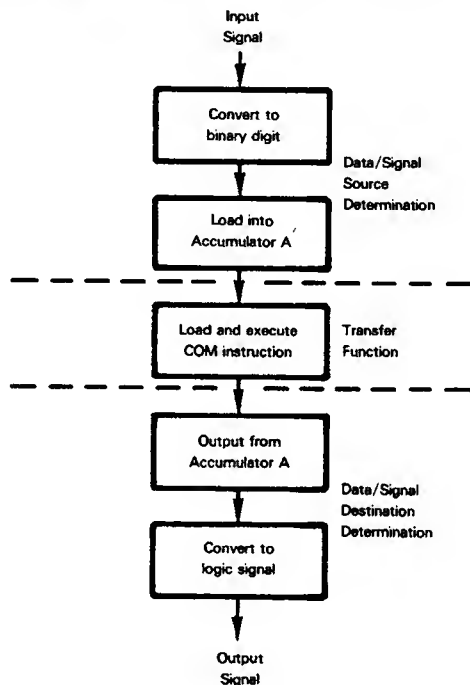 Input
Signal
Convert to
binary digit
Data/Signal
Source
Determination
Load into
Accumulator A
Load and execute
COM instruction
Transfer
Function
Output from
Accumulator A
Data/Signal
Destination
Determination
Convert to
logic signal
Output
Signal